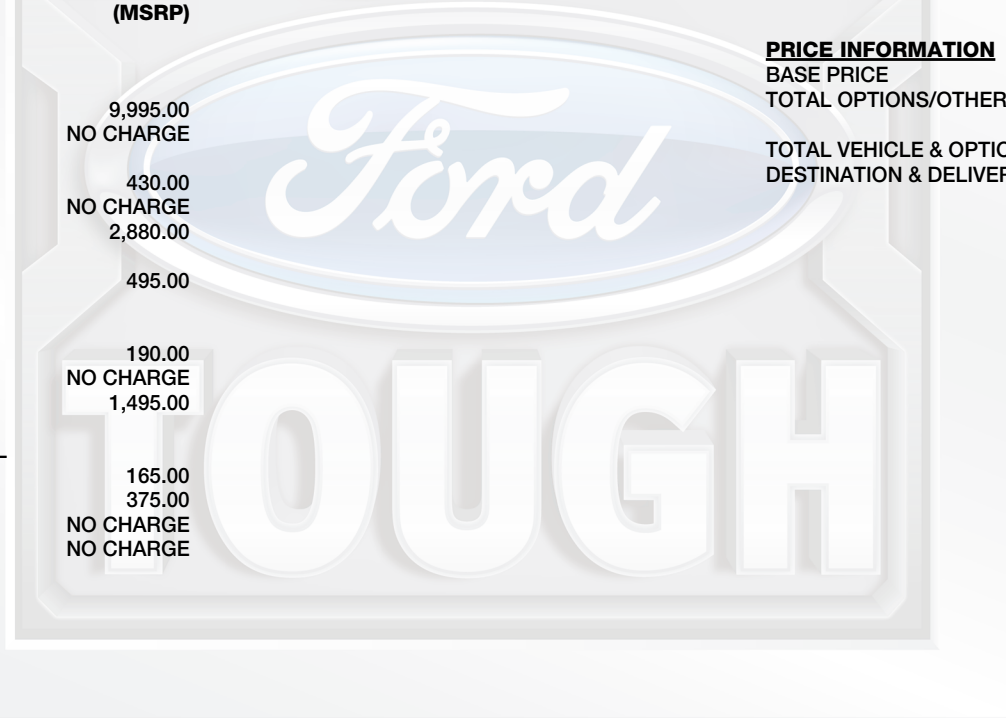 (MSRP)
9,995.00
NO CHARGE
430.00
NO CHARGE
2,880.00
495.00
190.00
NO CHARGE
1,495.00
165.00
375.00
NO CHARGE
NO CHARGE
PRICE INFORMATION
BASE PRICE
TOTAL OPTIONS/OTHER
TOTAL VEHICLE & OPTIO
DESTINATION & DELIVER
Ford
TOUGH